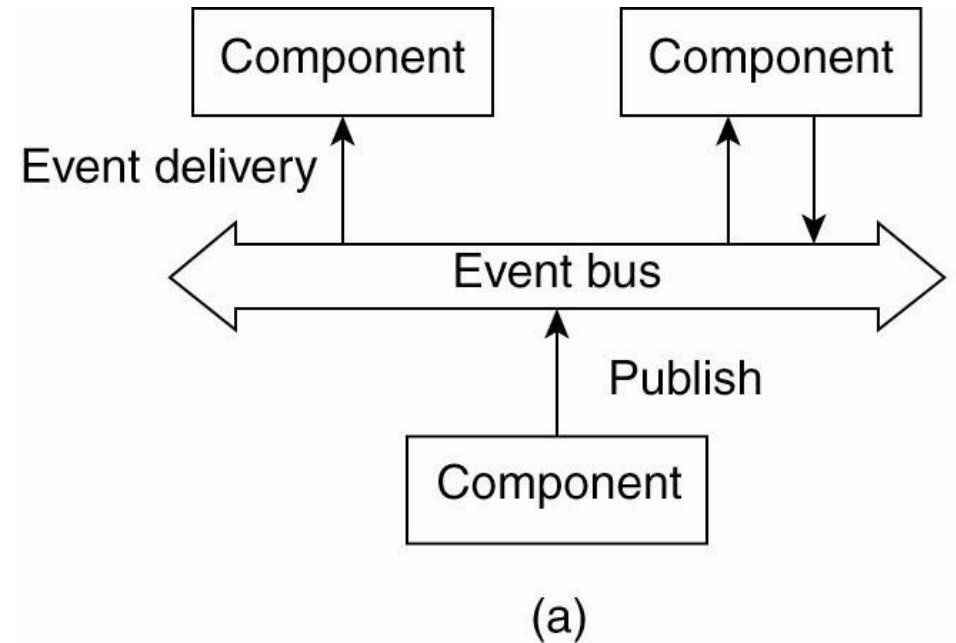 Component
Component
Event delivery
Event bus
Publish
Component
(a)